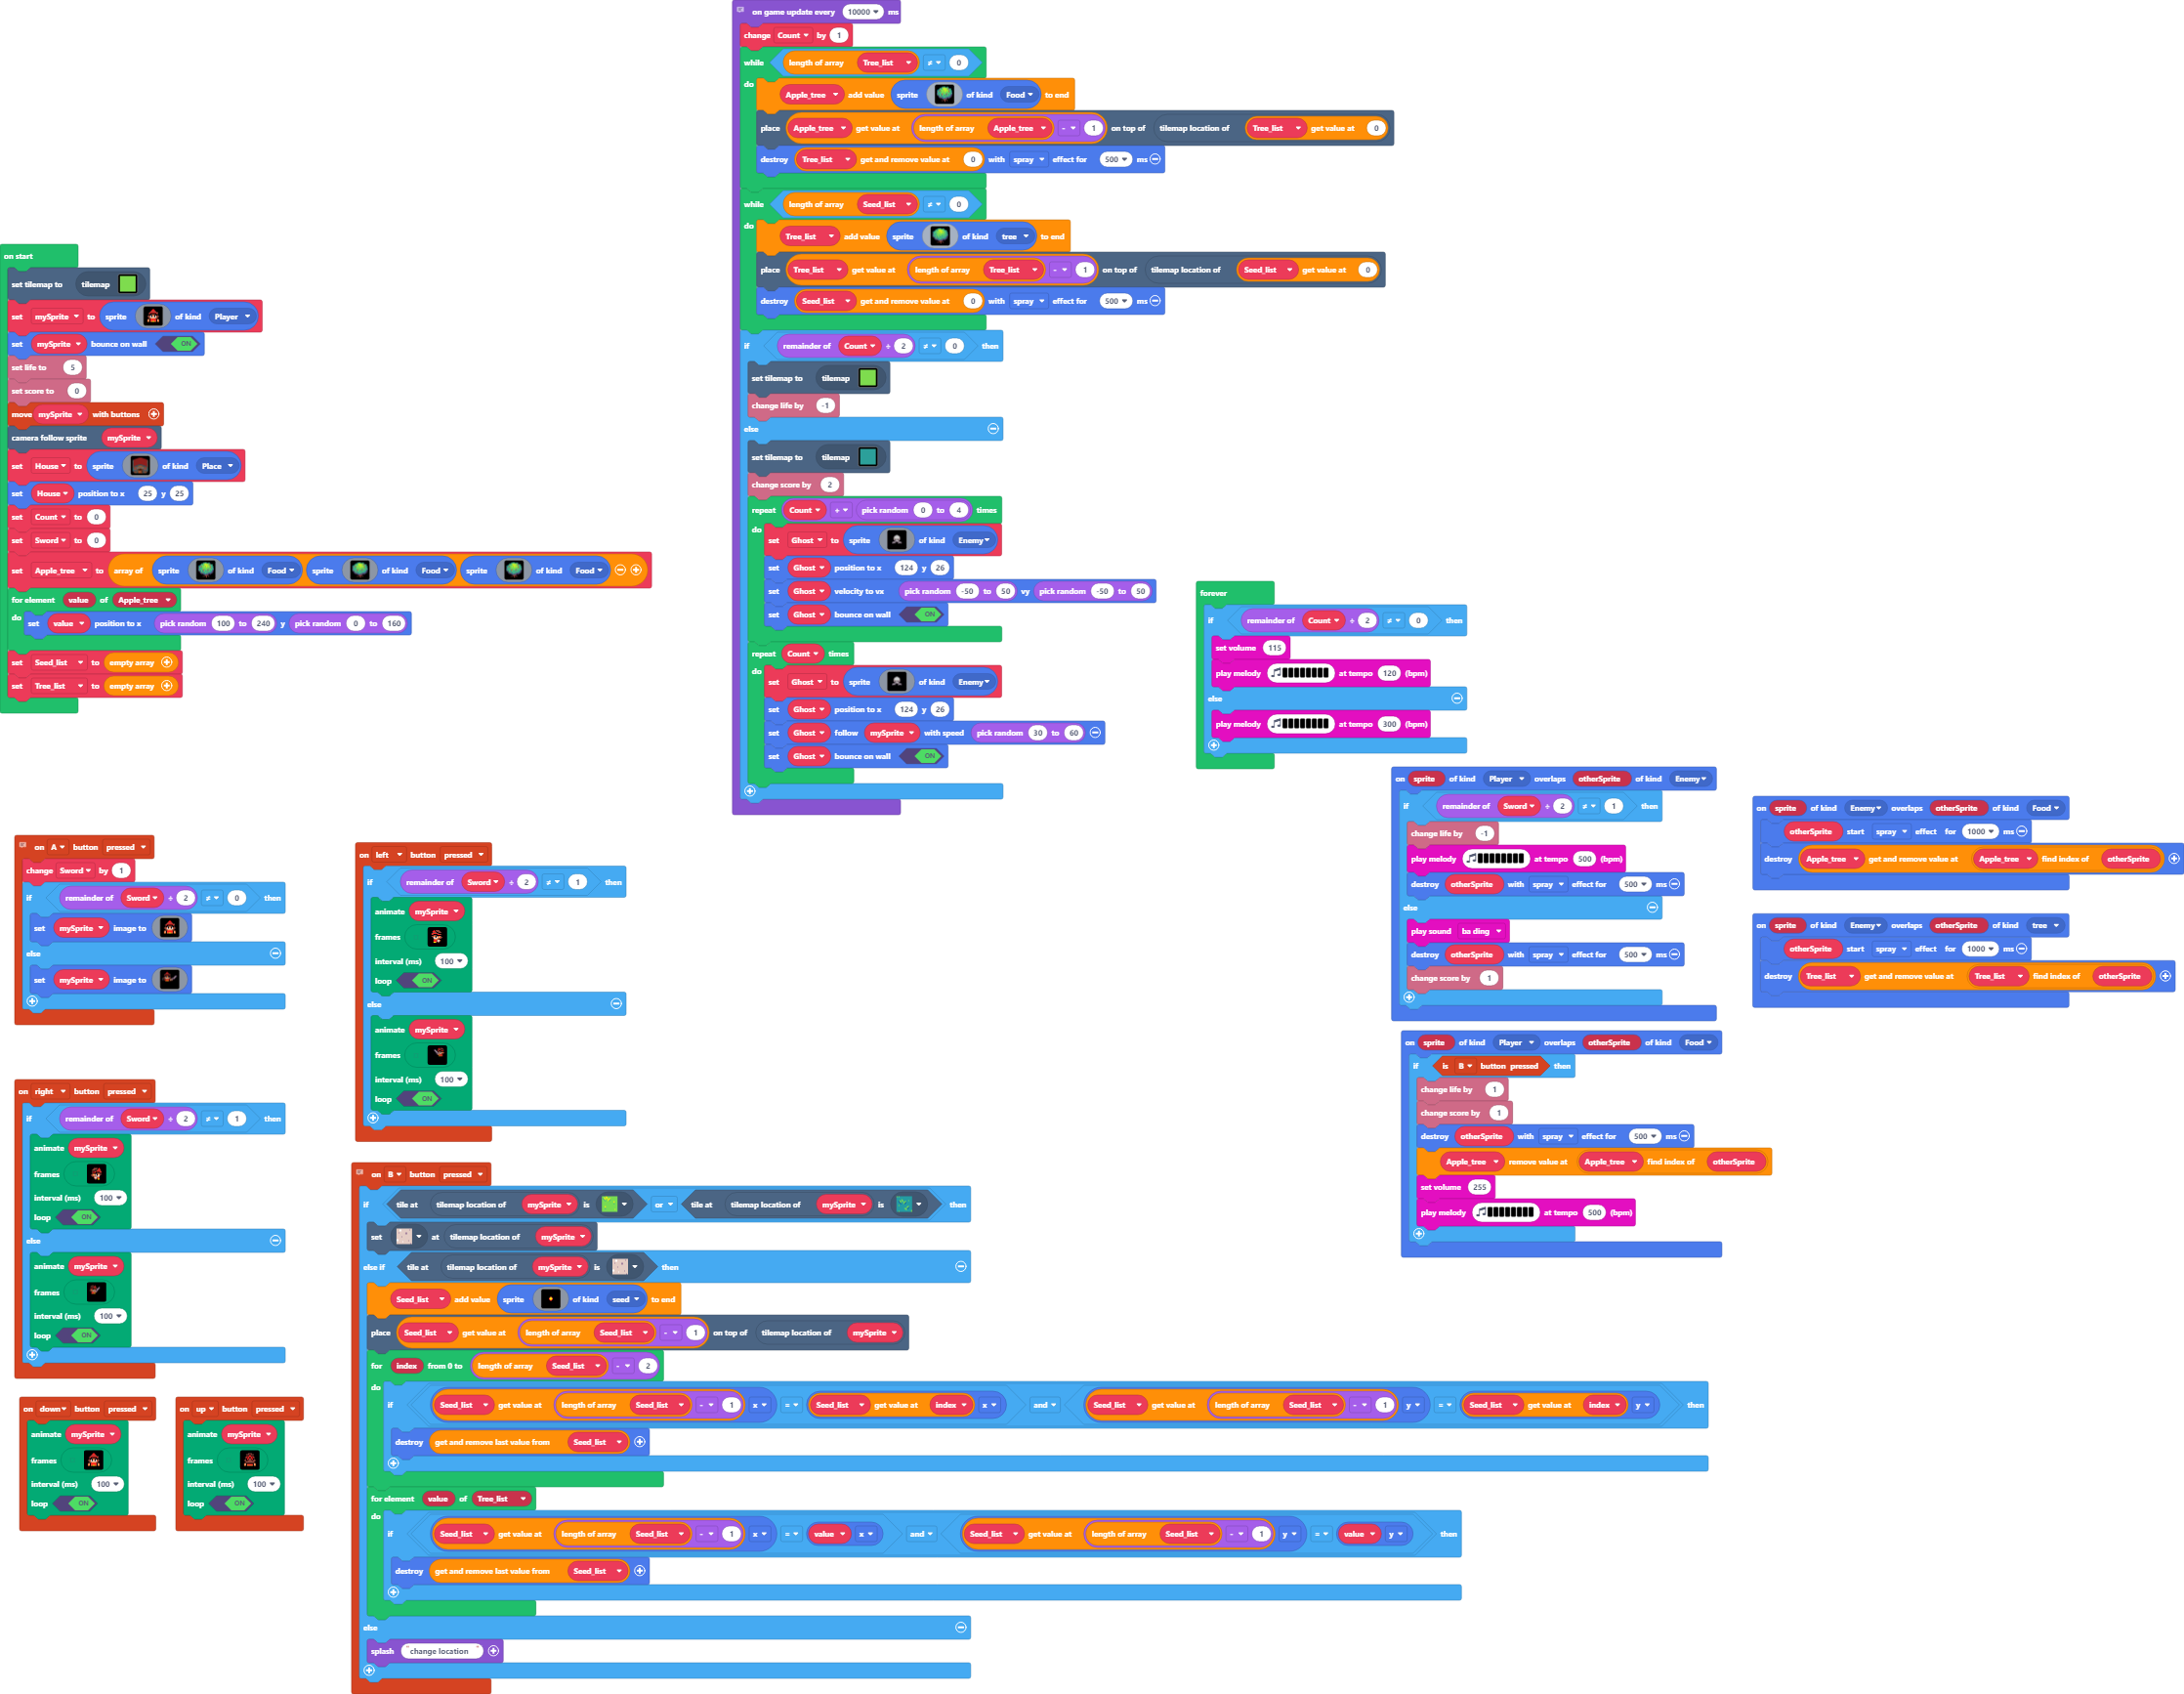 on start
set tilemap to tilemap
set mySprite to sprite of kind Player
set mySprite bounce on wall ON
set life to 5
set score to 0
move mySprite with buttons
camera follow sprite mySprite
set House to sprite of kind Place
set House position to x 25 y 25
set Count to 0
set Sword to 0
set Apple_tree to array of sprite of kind Food sprite of kind Food sprite of kind Food
for element value of Apple_tree
do set value position to x pick random 100 to 240 y pick random 0 to 160
set Seed_list to empty array
set Tree_list to empty array
on game update every 10000 ms
change Count by 1
while length of array Tree_list ≠ 0
do Apple_tree add value sprite of kind Food to end
place Apple_tree get value at length of array Apple_tree - 1 on top of tilemap location of Tree_list get value at 0
destroy Tree_list get and remove value at 0 with spray effect for 500 ms
while length of array Seed_list ≠ 0
do Tree_list add value sprite of kind tree to end
place Tree_list get value at length of array Tree_list - 1 on top of tilemap location of Seed_list get value at 0
destroy Seed_list get and remove value at 0 with spray effect for 500 ms
if remainder of Count ÷ 2 ≠ 0 then
set tilemap to tilemap
change life by -1
else
set tilemap to tilemap
change score by 2
repeat Count + pick random 0 to 4 times
do set Ghost to sprite of kind Enemy
set Ghost position to x 124 y 26
set Ghost velocity to vx pick random -50 to 50 vy pick random -50 to 50
set Ghost bounce on wall ON
repeat Count times
do set Ghost to sprite of kind Enemy
set Ghost position to x 124 y 26
set Ghost follow mySprite with speed pick random 30 to 60
set Ghost bounce on wall ON
forever
if remainder of Count ÷ 2 ≠ 0 then
set volume 115
play melody at tempo 120 (bpm)
else
play melody at tempo 300 (bpm)
on sprite of kind Player overlaps otherSprite of kind Enemy
if remainder of Sword ÷ 2 ≠ 1 then
change life by -1
play melody at tempo 500 (bpm)
destroy otherSprite with spray effect for 500 ms
else
play sound ba ding
destroy otherSprite with spray effect for 500 ms
change score by 1
on sprite of kind Enemy overlaps otherSprite of kind Food
otherSprite start spray effect for 1000 ms
destroy Apple_tree get and remove value at Apple_tree find index of otherSprite
on sprite of kind Enemy overlaps otherSprite of kind tree
otherSprite start spray effect for 1000 ms
destroy Tree_list get and remove value at Tree_list find index of otherSprite
on sprite of kind Player overlaps otherSprite of kind Food
if is B button pressed then
change life by 1
change score by 1
destroy otherSprite with spray effect for 500 ms
Apple_tree remove value at Apple_tree find index of otherSprite
set volume 255
play melody at tempo 500 (bpm)
on A button pressed
change Sword by 1
if remainder of Sword ÷ 2 ≠ 0 then
set mySprite image to
else
set mySprite image to
on left button pressed
if remainder of Sword ÷ 2 ≠ 1 then
animate mySprite
frames
interval (ms) 100
loop ON
else
animate mySprite
frames
interval (ms) 100
loop ON
on right button pressed
if remainder of Sword ÷ 2 ≠ 1 then
animate mySprite
frames
interval (ms) 100
loop ON
else
animate mySprite
frames
interval (ms) 100
loop ON
on down button pressed
animate mySprite
frames
interval (ms) 100
loop ON
on up button pressed
animate mySprite
frames
interval (ms) 100
loop ON
on B button pressed
if tile at tilemap location of mySprite is or tile at tilemap location of mySprite is then
set at tilemap location of mySprite
else if tile at tilemap location of mySprite is then
Seed_list add value sprite of kind seed to end
place Seed_list get value at length of array Seed_list - 1 on top of tilemap location of mySprite
for index from 0 to length of array Seed_list - 2
do
if Seed_list get value at length of array Seed_list - 1 x = Seed_list get value at index x and Seed_list get value at length of array Seed_list - 1 y = Seed_list get value at index y then
destroy get and remove last value from Seed_list
for element value of Tree_list
do
if Seed_list get value at length of array Seed_list - 1 x = value x and Seed_list get value at length of array Seed_list - 1 y = value y then
destroy get and remove last value from Seed_list
else
splash "change location"